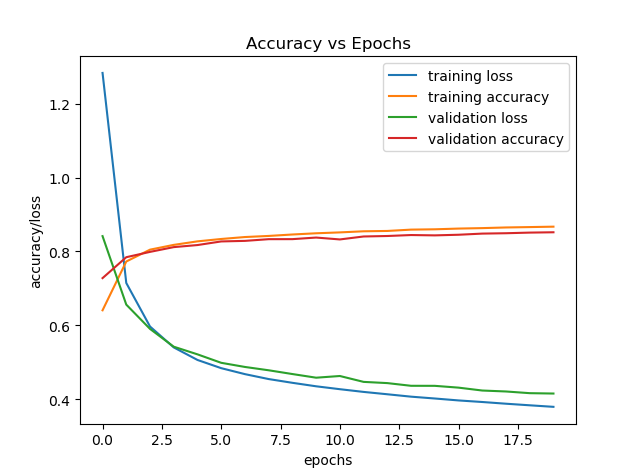 Accuracy vs Epochs
training loss
training accuracy
validation loss
validation accuracy
accuracy/loss
1.2
1.0
0.8
0.6
0.4
0.0 2.5 5.0 7.5 10.0 12.5 15.0 17.5
epochs